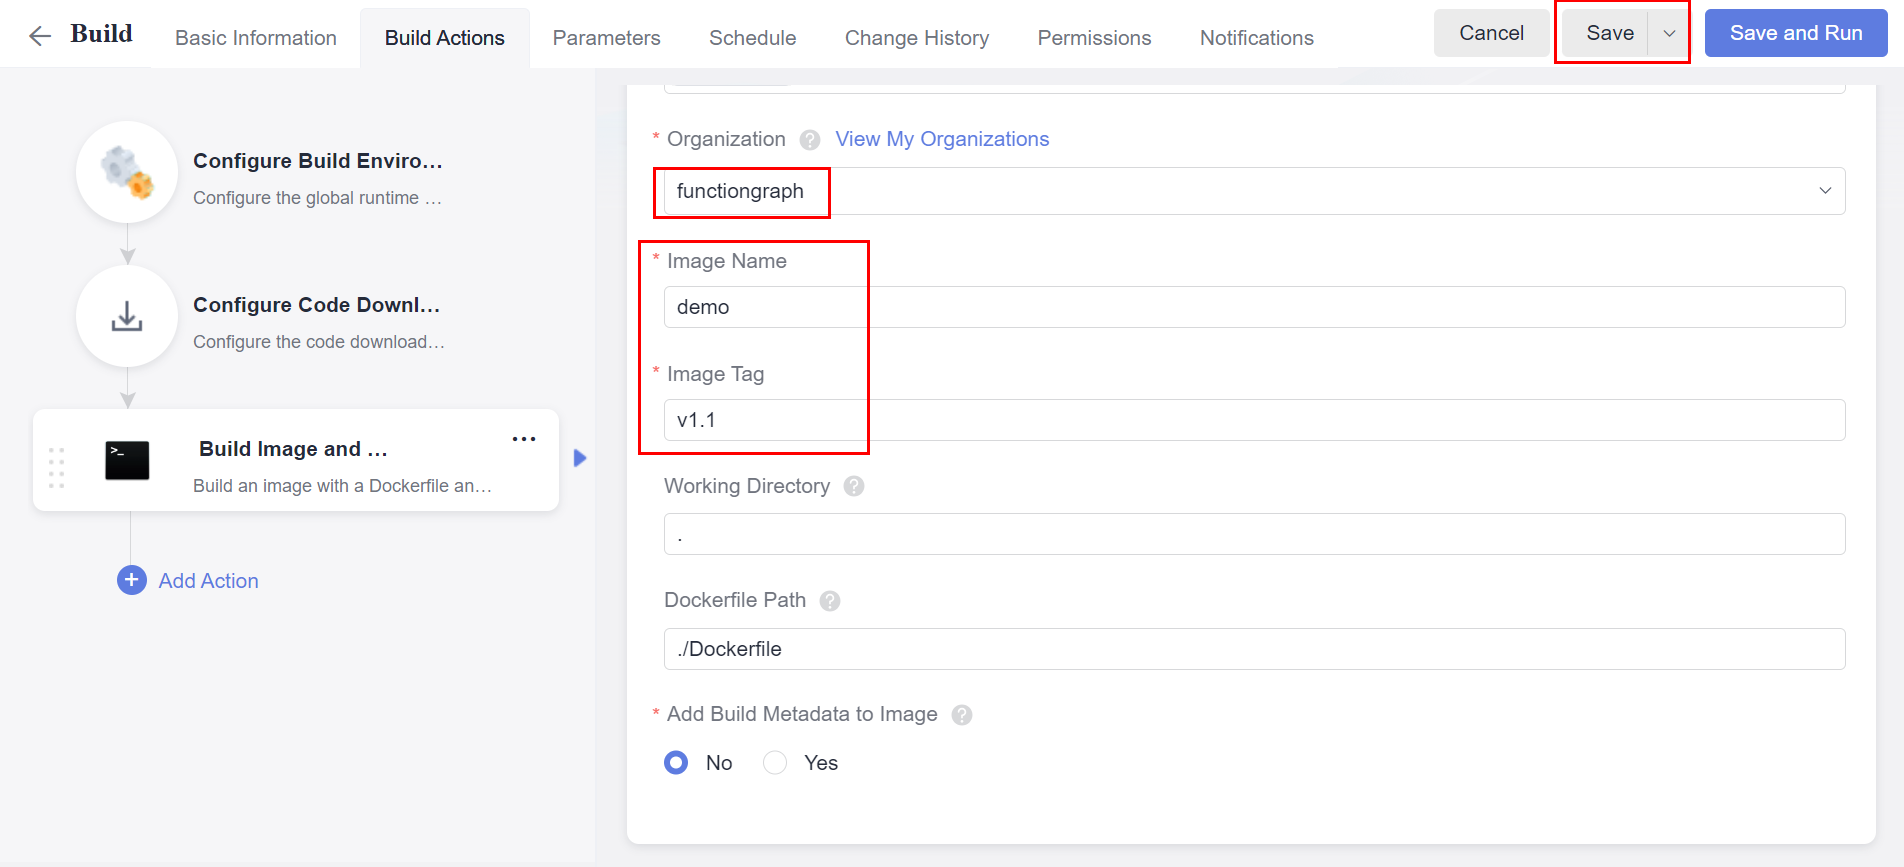 Build
Basic Information
Build Actions
Parameters
Schedule
Change History
Permissions
Notifications
Cancel
Save
Save and Run
Configure Build Enviro...
Configure the global runtime ...
Configure Code Downl...
Configure the code download...
>_
Build Image and ...
Build an image with a Dockerfile an...
Add Action
* Organization ? View My Organizations
functiongraph
* Image Name
demo
* Image Tag
v1.1
Working Directory ?
.
Dockerfile Path ?
./Dockerfile
* Add Build Metadata to Image ?
No
Yes